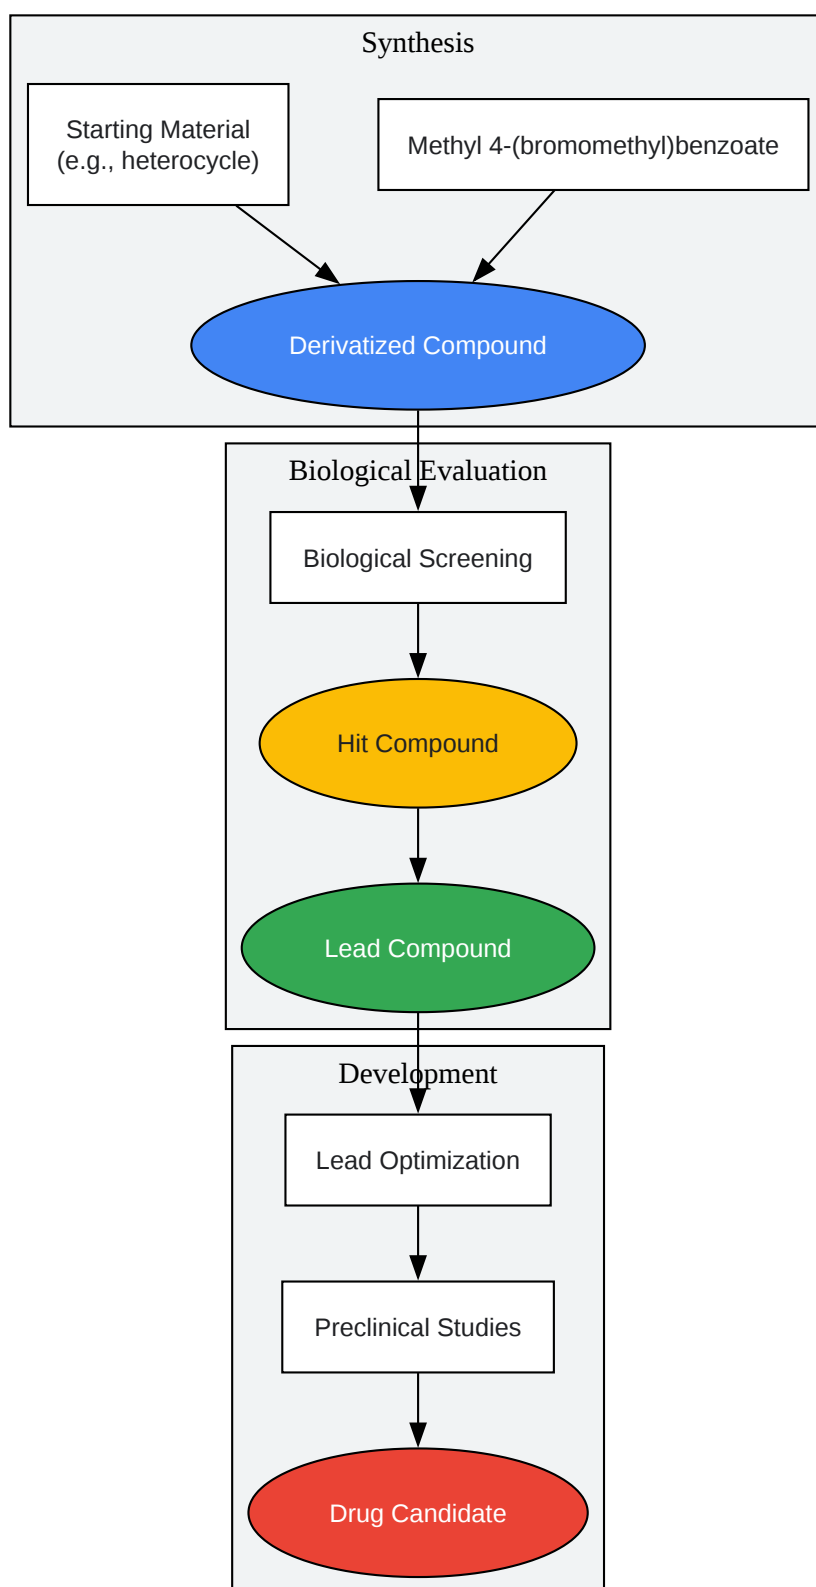 Synthesis
Starting Material
(e.g., heterocycle)
Methyl 4-(bromomethyl)benzoate
Derivatized Compound
Biological Evaluation
Biological Screening
Hit Compound
Lead Compound
Development
Lead Optimization
Preclinical Studies
Drug Candidate